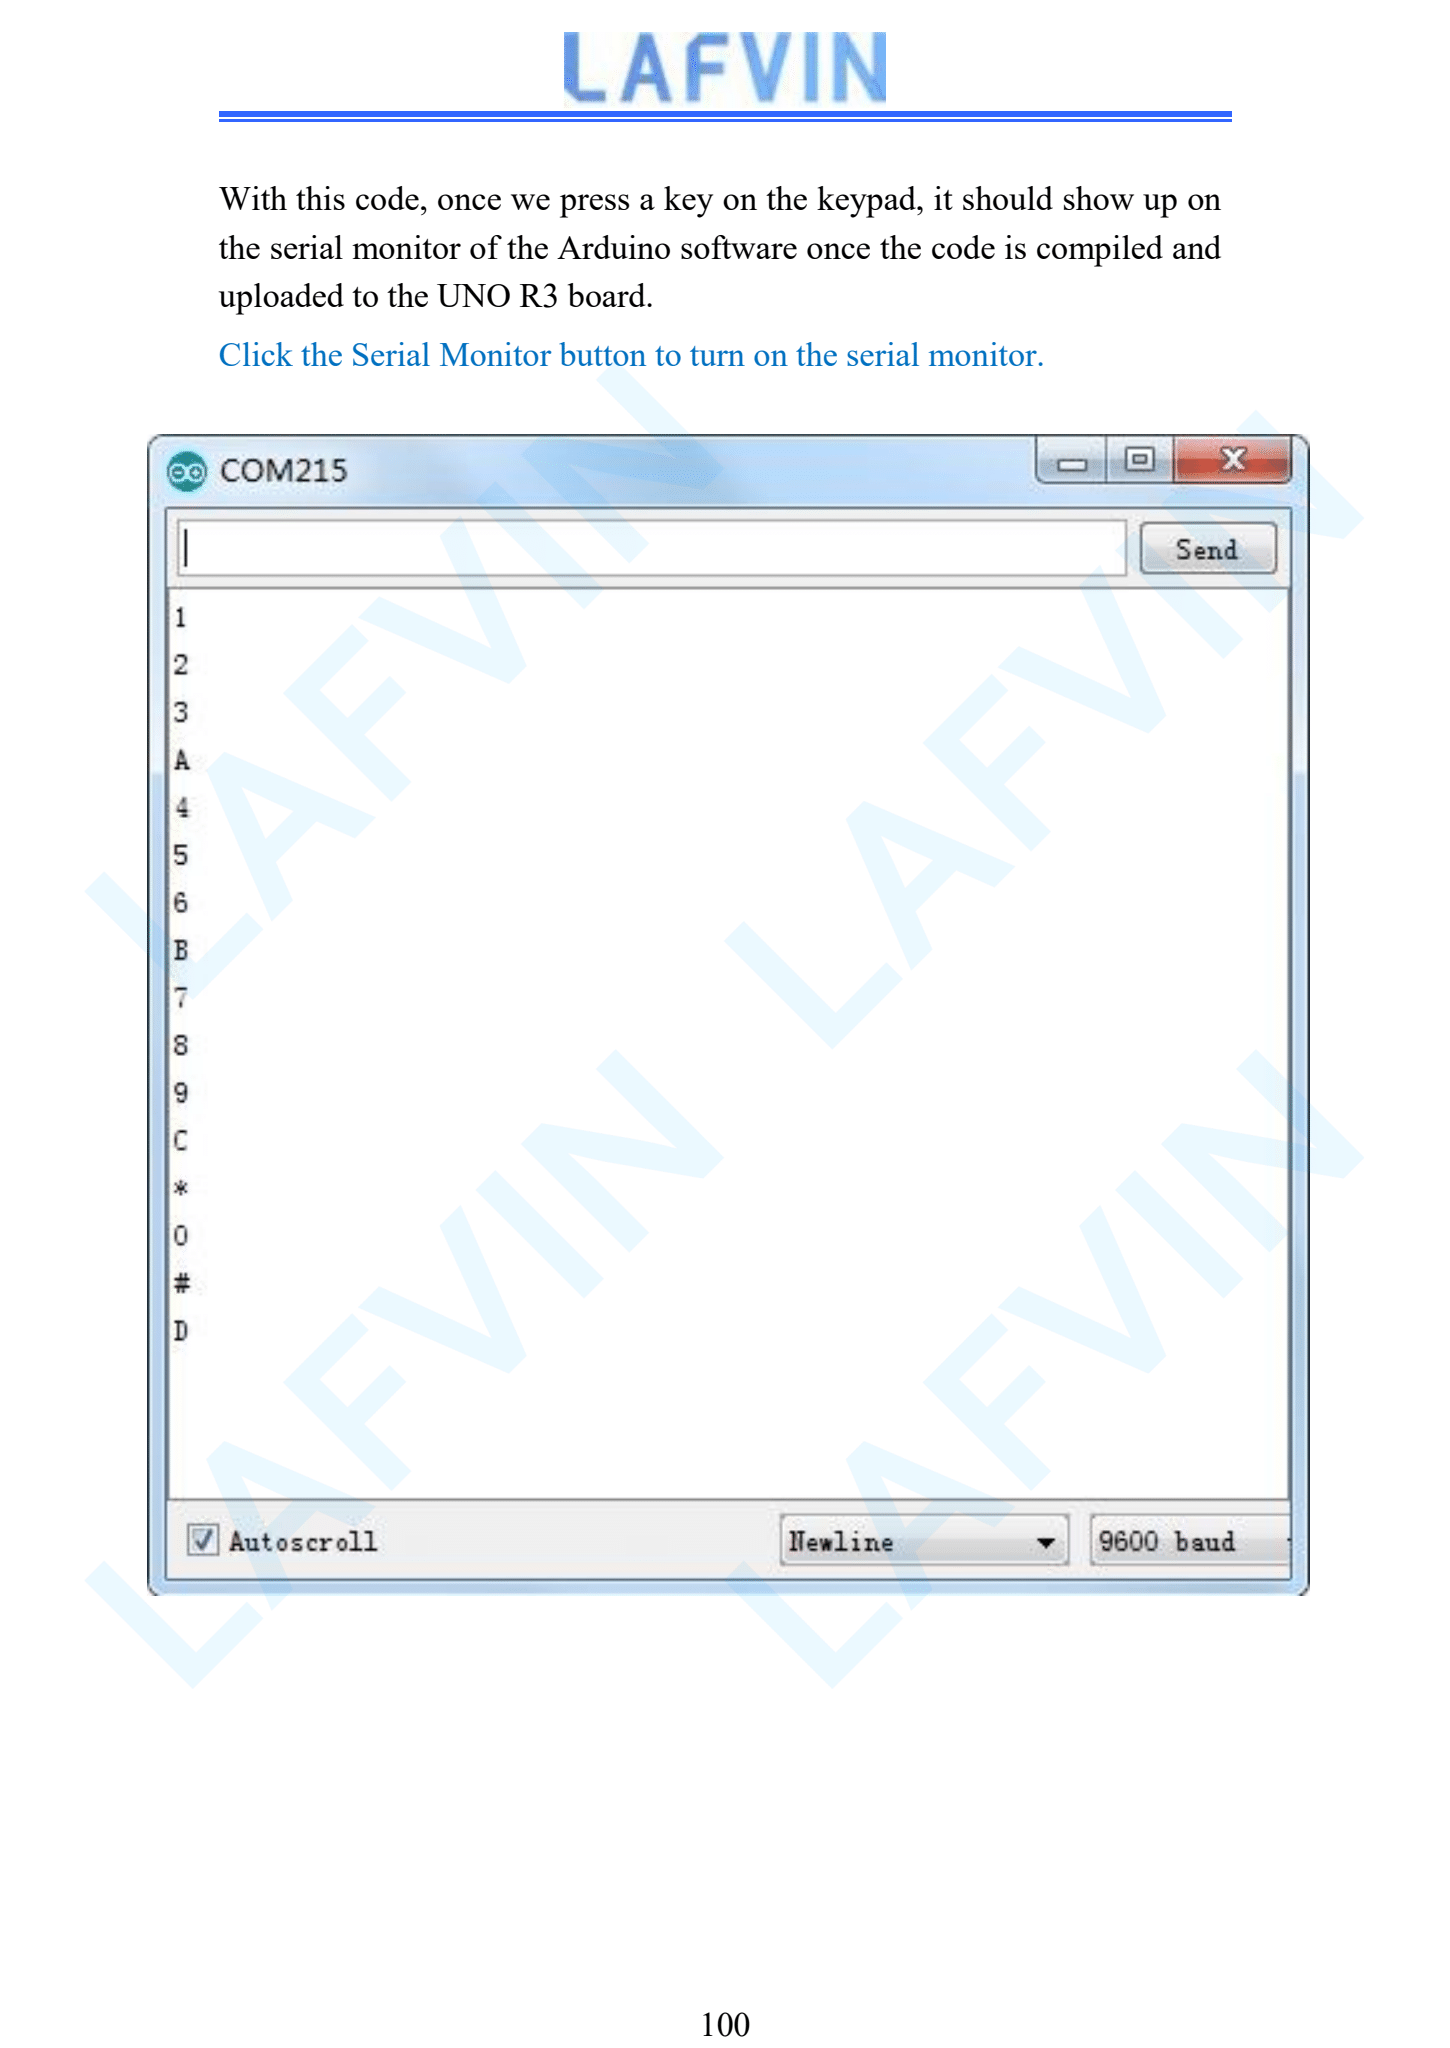 LAFVIN
With this code, once we press a key on the keypad, it should show up on
the serial monitor of the Arduino software once the code is compiled and
uploaded to the UNO R3 board.
Click the Serial Monitor button to turn on the serial monitor.
COM215
Send
1
2
3
A
4
5
6
B
7
8
9
C
*
0
#
D
Autoscroll
Newline
9600 baud
LAFVIN
LAFVIN
LAFVIN
LAFVIN
100